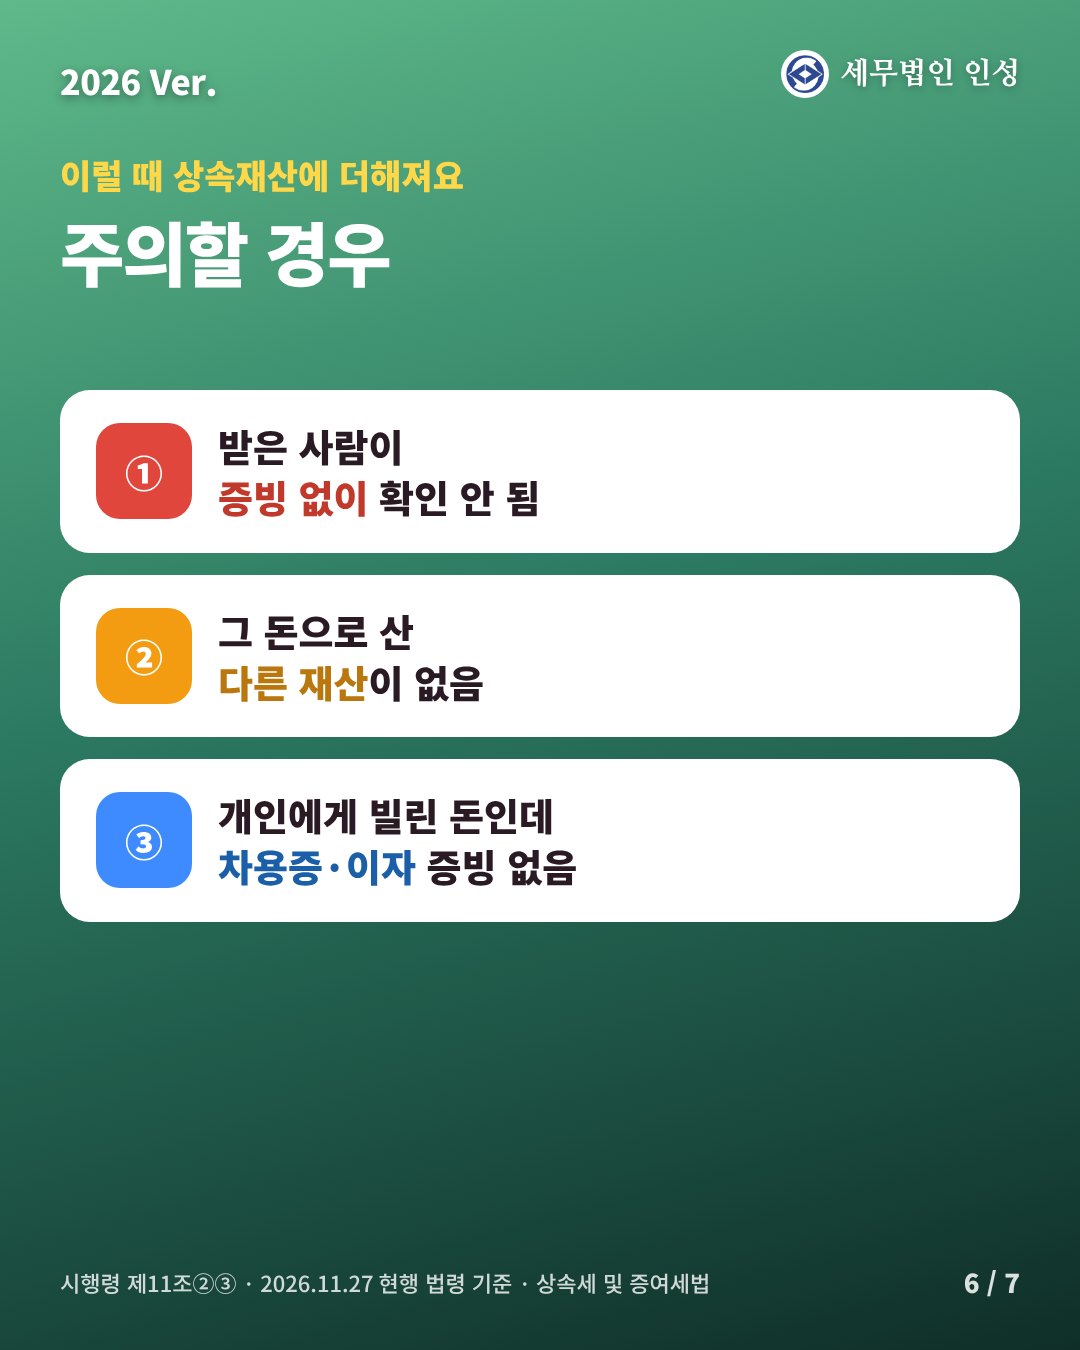 2026 Ver.
세무법인 인성
이럴 때 상속재산에 더해져요
주의할 경우
①
받은 사람이
증빙 없이 확인 안 됨
②
그 돈으로 산
다른 재산이 없음
③
개인에게 빌린 돈인데
차용증·이자 증빙 없음
시행령 제11조②③ · 2026.11.27 현행 법령 기준 · 상속세 및 증여세법
6 / 7